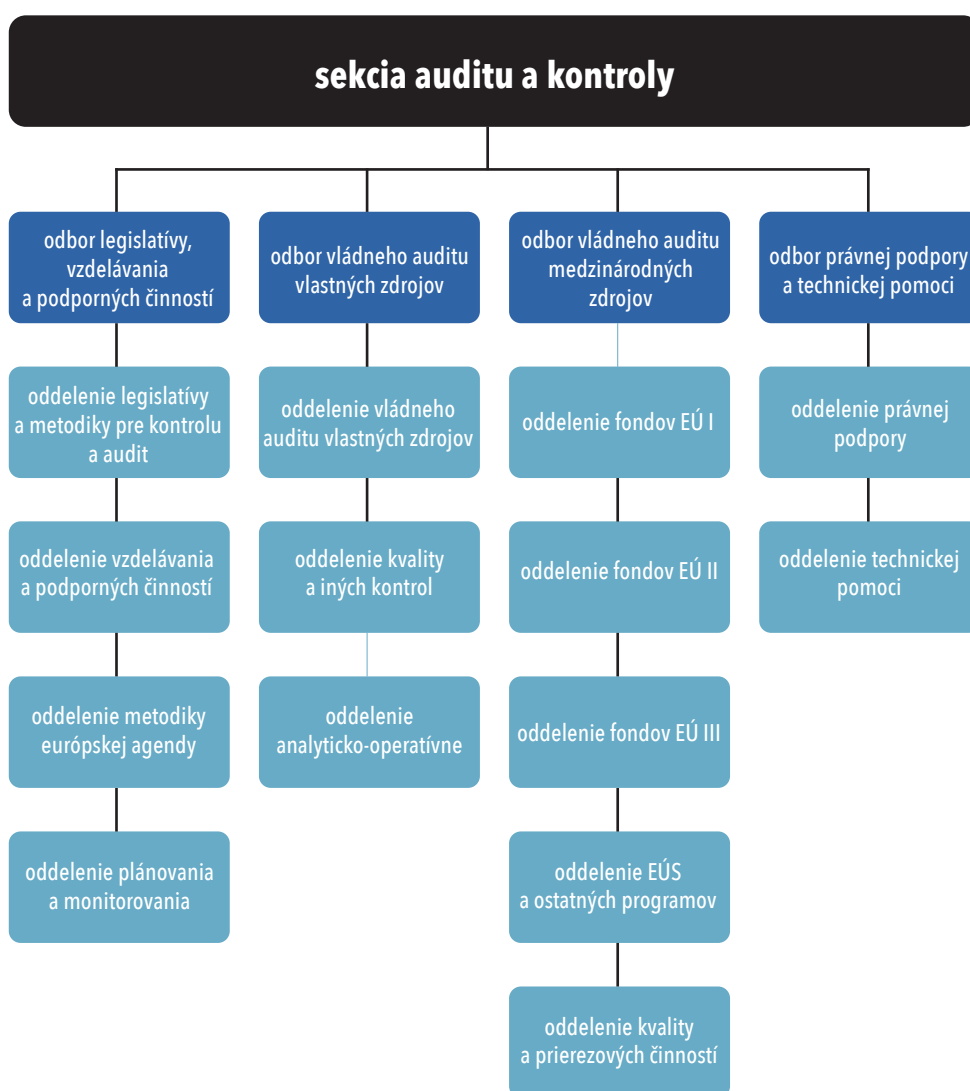 sekcia auditu a kontroly
odbor legislatívy,
vzdelávania
a podporných činností
odbor vládneho auditu
vlastných zdrojov
odbor vládneho auditu
medzinárodných
zdrojov
odbor právnej podpory
a technickej pomoci
oddelenie legislatívy
a metodiky pre kontrolu
a audit
oddelenie vládneho
auditu vlastných zdrojov
oddelenie fondov EÚ I
oddelenie právnej
podpory
oddelenie vzdelávania
a podporných činností
oddelenie kvality
a iných kontrol
oddelenie fondov EÚ II
oddelenie technickej
pomoci
oddelenie metodiky
európskej agendy
oddelenie
analyticko-operatívne
oddelenie fondov EÚ III
oddelenie plánovania
a monitorovania
oddelenie EÚS
a ostatných programov
oddelenie kvality
a prierezových činností